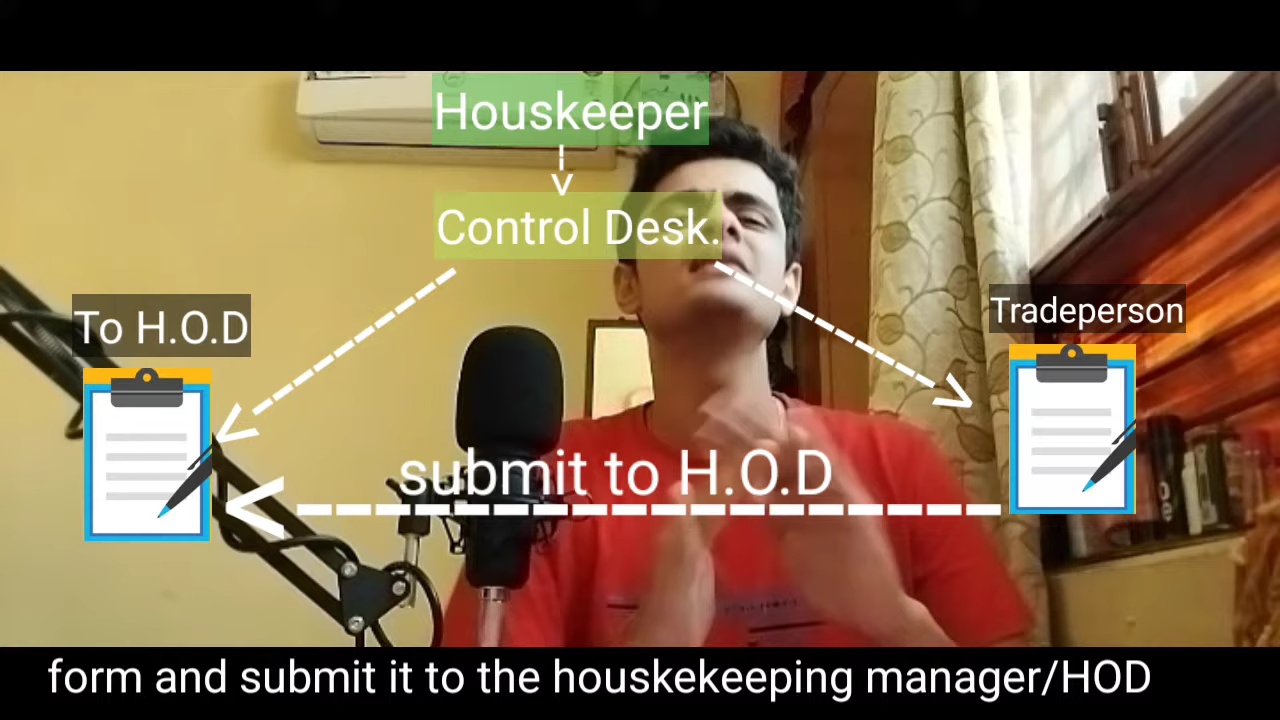 Houskeeper
Control Desk.
To H.O.D
Tradeperson
submit to H.O.D
form and submit it to the houskekeeping manager/HOD